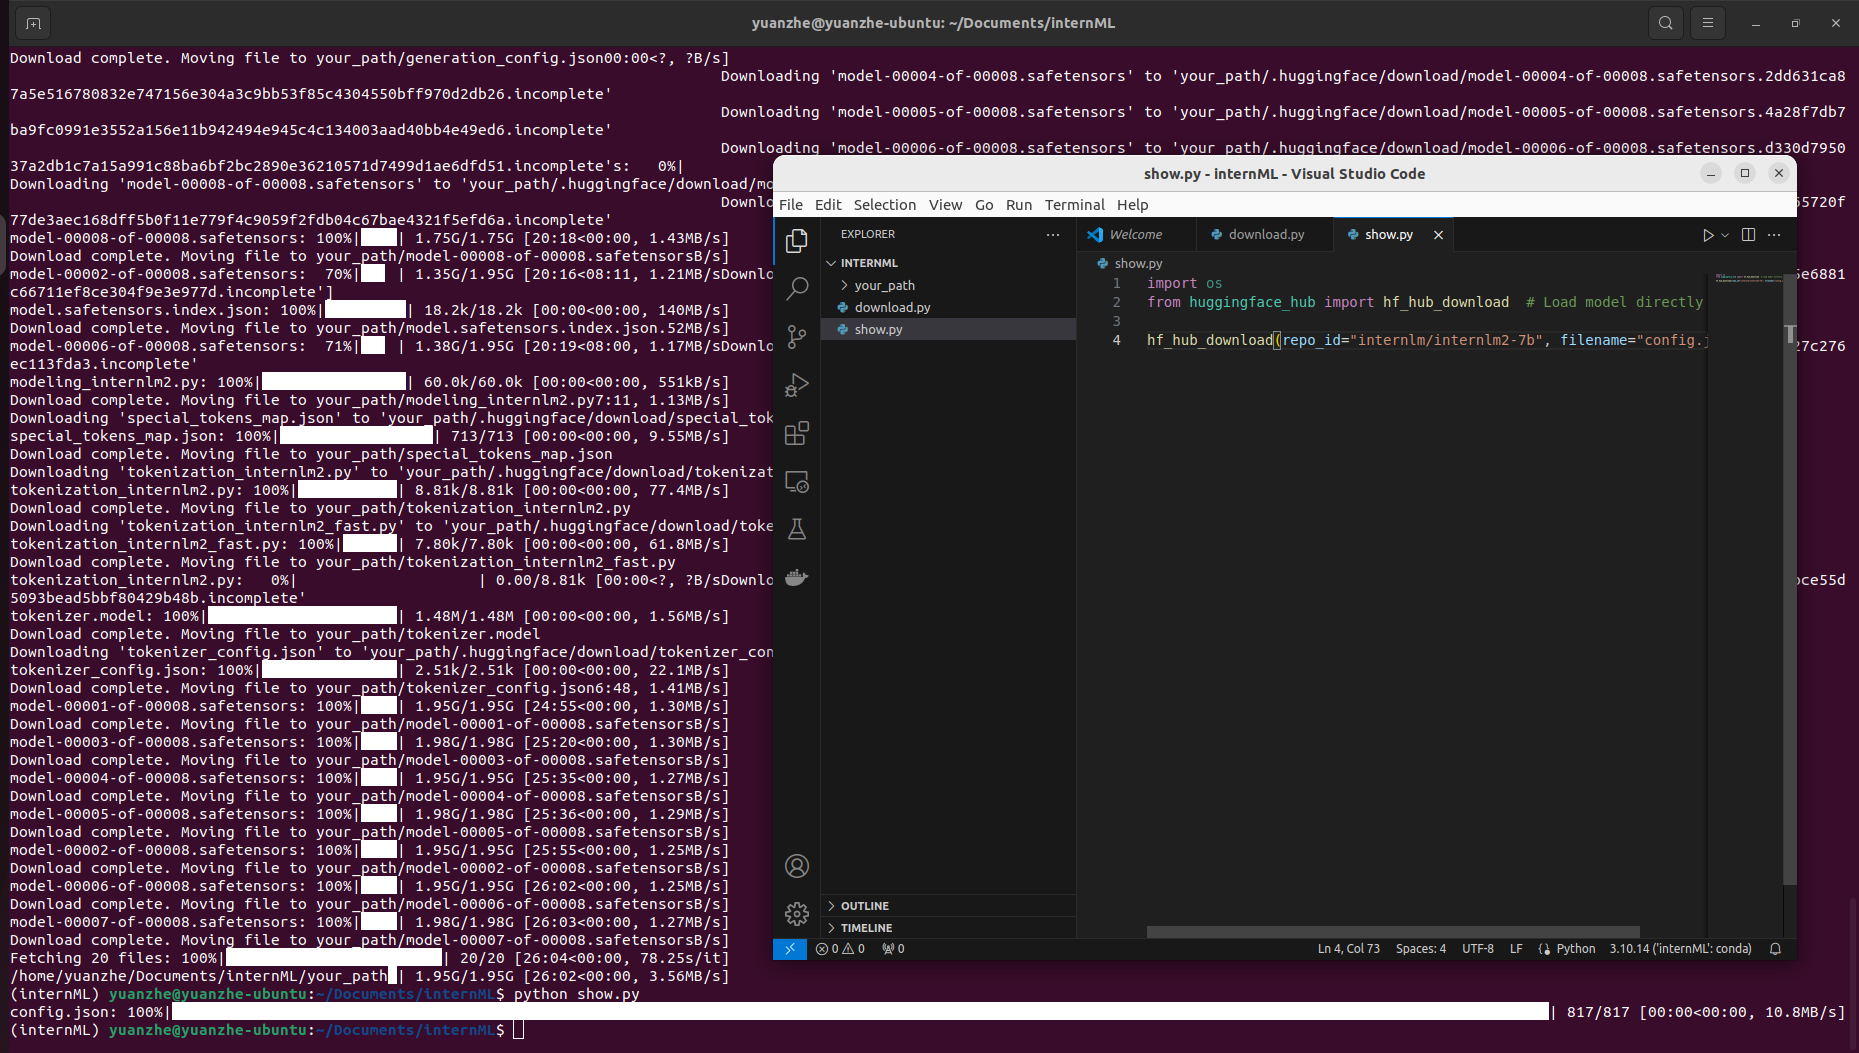 yuanzhe@yuanzhe-ubuntu: ~/Documents/internML
Download complete. Moving file to your_path/generation_config.json00:00<?, ?B/s]
Downloading 'model-00004-of-00008.safetensors' to 'your_path/.huggingface/download/model-00004-of-00008.safetensors.2dd631ca8
7a5e516780832e747156e304a3c9bb53f85c4304550bff970d2db26.incomplete'
Downloading 'model-00005-of-00008.safetensors' to 'your_path/.huggingface/download/model-00005-of-00008.safetensors.4a28f7db7
ba9fc0991e3552a156e11b942494e945c4c134003aad40bb4e49ed6.incomplete'
Downloading 'model-00006-of-00008.safetensors' to 'your_path/.huggingface/download/model-00006-of-00008.safetensors.d330d7950
37a2db1c7a15a991c88ba6bf2bc2890e36210571d7499d1ae6dfd51.incomplete's:   0%|
Downloading 'model-00008-of-00008.safetensors' to 'your_path/.huggingface/download/mo
Downlo
65720f
77de3aec168dff5b0f11e779f4c9059f2fdb04c67bae4321f5efd6a.incomplete'
model-00008-of-00008.safetensors: 100%|| 1.75G/1.75G [20:18<00:00, 1.43MB/s]
Download complete. Moving file to your_path/model-00008-of-00008.safetensorsB/s]
model-00002-of-00008.safetensors:  70%| | 1.35G/1.95G [20:16<08:11, 1.21MB/sDownlo
5e6881
c66711ef8ce304f9e3e977d.incomplete']
model.safetensors.index.json: 100%|| 18.2k/18.2k [00:00<00:00, 140MB/s]
Download complete. Moving file to your_path/model.safetensors.index.json.52MB/s]
model-00006-of-00008.safetensors:  71%| | 1.38G/1.95G [20:19<08:00, 1.17MB/sDownlo
27c276
ec113fda3.incomplete'
modeling_internlm2.py: 100%|| 60.0k/60.0k [00:00<00:00, 551kB/s]
Download complete. Moving file to your_path/modeling_internlm2.py7:11, 1.13MB/s]
Downloading 'special_tokens_map.json' to 'your_path/.huggingface/download/special_tok
special_tokens_map.json: 100%|| 713/713 [00:00<00:00, 9.55MB/s]
Download complete. Moving file to your_path/special_tokens_map.json
Downloading 'tokenization_internlm2.py' to 'your_path/.huggingface/download/tokenizat
tokenization_internlm2.py: 100%|| 8.81k/8.81k [00:00<00:00, 77.4MB/s]
Download complete. Moving file to your_path/tokenization_internlm2.py
Downloading 'tokenization_internlm2_fast.py' to 'your_path/.huggingface/download/toke
tokenization_internlm2_fast.py: 100%|| 7.80k/7.80k [00:00<00:00, 61.8MB/s]
Download complete. Moving file to your_path/tokenization_internlm2_fast.py
tokenization_internlm2.py:   0%| | 0.00/8.81k [00:00<?, ?B/sDownlo
ce55d
5093bead5bbf80429b48b.incomplete'
tokenizer.model: 100%|| 1.48M/1.48M [00:00<00:00, 1.56MB/s]
Download complete. Moving file to your_path/tokenizer.model
Downloading 'tokenizer_config.json' to 'your_path/.huggingface/download/tokenizer_con
tokenizer_config.json: 100%|| 2.51k/2.51k [00:00<00:00, 22.1MB/s]
Download complete. Moving file to your_path/tokenizer_config.json6:48, 1.41MB/s]
model-00001-of-00008.safetensors: 100%|| 1.95G/1.95G [24:55<00:00, 1.30MB/s]
Download complete. Moving file to your_path/model-00001-of-00008.safetensorsB/s]
model-00003-of-00008.safetensors: 100%|| 1.98G/1.98G [25:20<00:00, 1.30MB/s]
Download complete. Moving file to your_path/model-00003-of-00008.safetensorsB/s]
model-00004-of-00008.safetensors: 100%|| 1.95G/1.95G [25:35<00:00, 1.27MB/s]
Download complete. Moving file to your_path/model-00004-of-00008.safetensorsB/s]
model-00005-of-00008.safetensors: 100%|| 1.98G/1.98G [25:36<00:00, 1.29MB/s]
Download complete. Moving file to your_path/model-00005-of-00008.safetensorsB/s]
model-00002-of-00008.safetensors: 100%|| 1.95G/1.95G [25:55<00:00, 1.25MB/s]
Download complete. Moving file to your_path/model-00002-of-00008.safetensorsB/s]
model-00006-of-00008.safetensors: 100%|| 1.95G/1.95G [26:02<00:00, 1.25MB/s]
Download complete. Moving file to your_path/model-00006-of-00008.safetensorsB/s]
model-00007-of-00008.safetensors: 100%|| 1.98G/1.98G [26:03<00:00, 1.27MB/s]
Download complete. Moving file to your_path/model-00007-of-00008.safetensorsB/s]
Fetching 20 files: 100%|| 20/20 [26:04<00:00, 78.25s/it]
/home/yuanzhe/Documents/internML/your_path | 1.95G/1.95G [26:02<00:00, 3.56MB/s]
(internML) yuanzhe@yuanzhe-ubuntu:~/Documents/internML$ python show.py
config.json: 100%|| 817/817 [00:00<00:00, 10.8MB/s]
(internML) yuanzhe@yuanzhe-ubuntu:~/Documents/internML$
show.py - internML - Visual Studio Code
File Edit Selection View Go Run Terminal Help
EXPLORER
Welcome
download.py
show.py
INTERNML
your_path
download.py
show.py
show.py
1 import os
2 from huggingface_hub import hf_hub_download  # Load model directly
3
4 hf_hub_download(repo_id="internlm/internlm2-7b", filename="config.j
OUTLINE
TIMELINE
0 0 0
Ln 4, Col 73 Spaces: 4 UTF-8 LF Python 3.10.14 ('internML': conda)